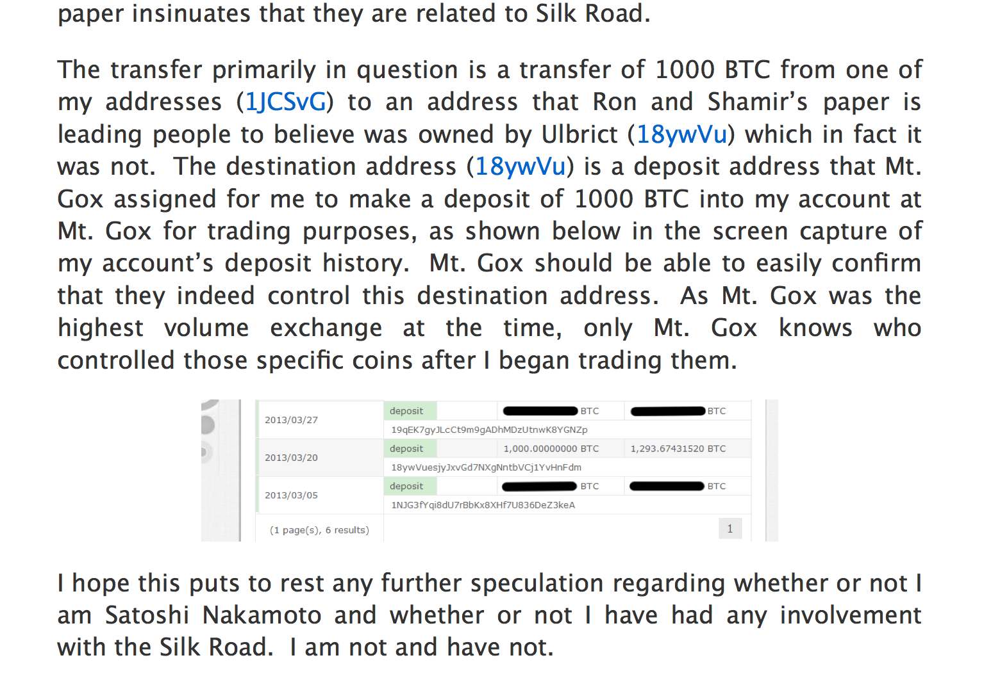 paper insinuates that they are related to Silk Road.
The transfer primarily in question is a transfer of 1000 BTC from one of
my addresses (1JCSvG) to an address that Ron and Shamir’s paper is
leading people to believe was owned by Ulbrict (18ywVu) which in fact it
was not. The destination address (18ywVu) is a deposit address that Mt.
Gox assigned for me to make a deposit of 1000 BTC into my account at
Mt. Gox for trading purposes, as shown below in the screen capture of
my account’s deposit history. Mt. Gox should be able to easily confirm
that they indeed control this destination address. As Mt. Gox was the
highest volume exchange at the time, only Mt. Gox knows who
controlled those specific coins after I began trading them.
2013/03/27 deposit BTC BTC
19qEK7gyJLcCt9m9gADhMDzUtnwK8YGNZp
2013/03/20 deposit 1,000.00000000 BTC 1,293.67431520 BTC
18ywVuesjyJxvGd7NXgNntbVCj1YvHnFdm
2013/03/05 deposit BTC BTC
1NJG3fYqi8dU7rBbKx8XHf7U836DeZ3keA
(1 page(s), 6 results) 1
I hope this puts to rest any further speculation regarding whether or not I
am Satoshi Nakamoto and whether or not I have had any involvement
with the Silk Road. I am not and have not.